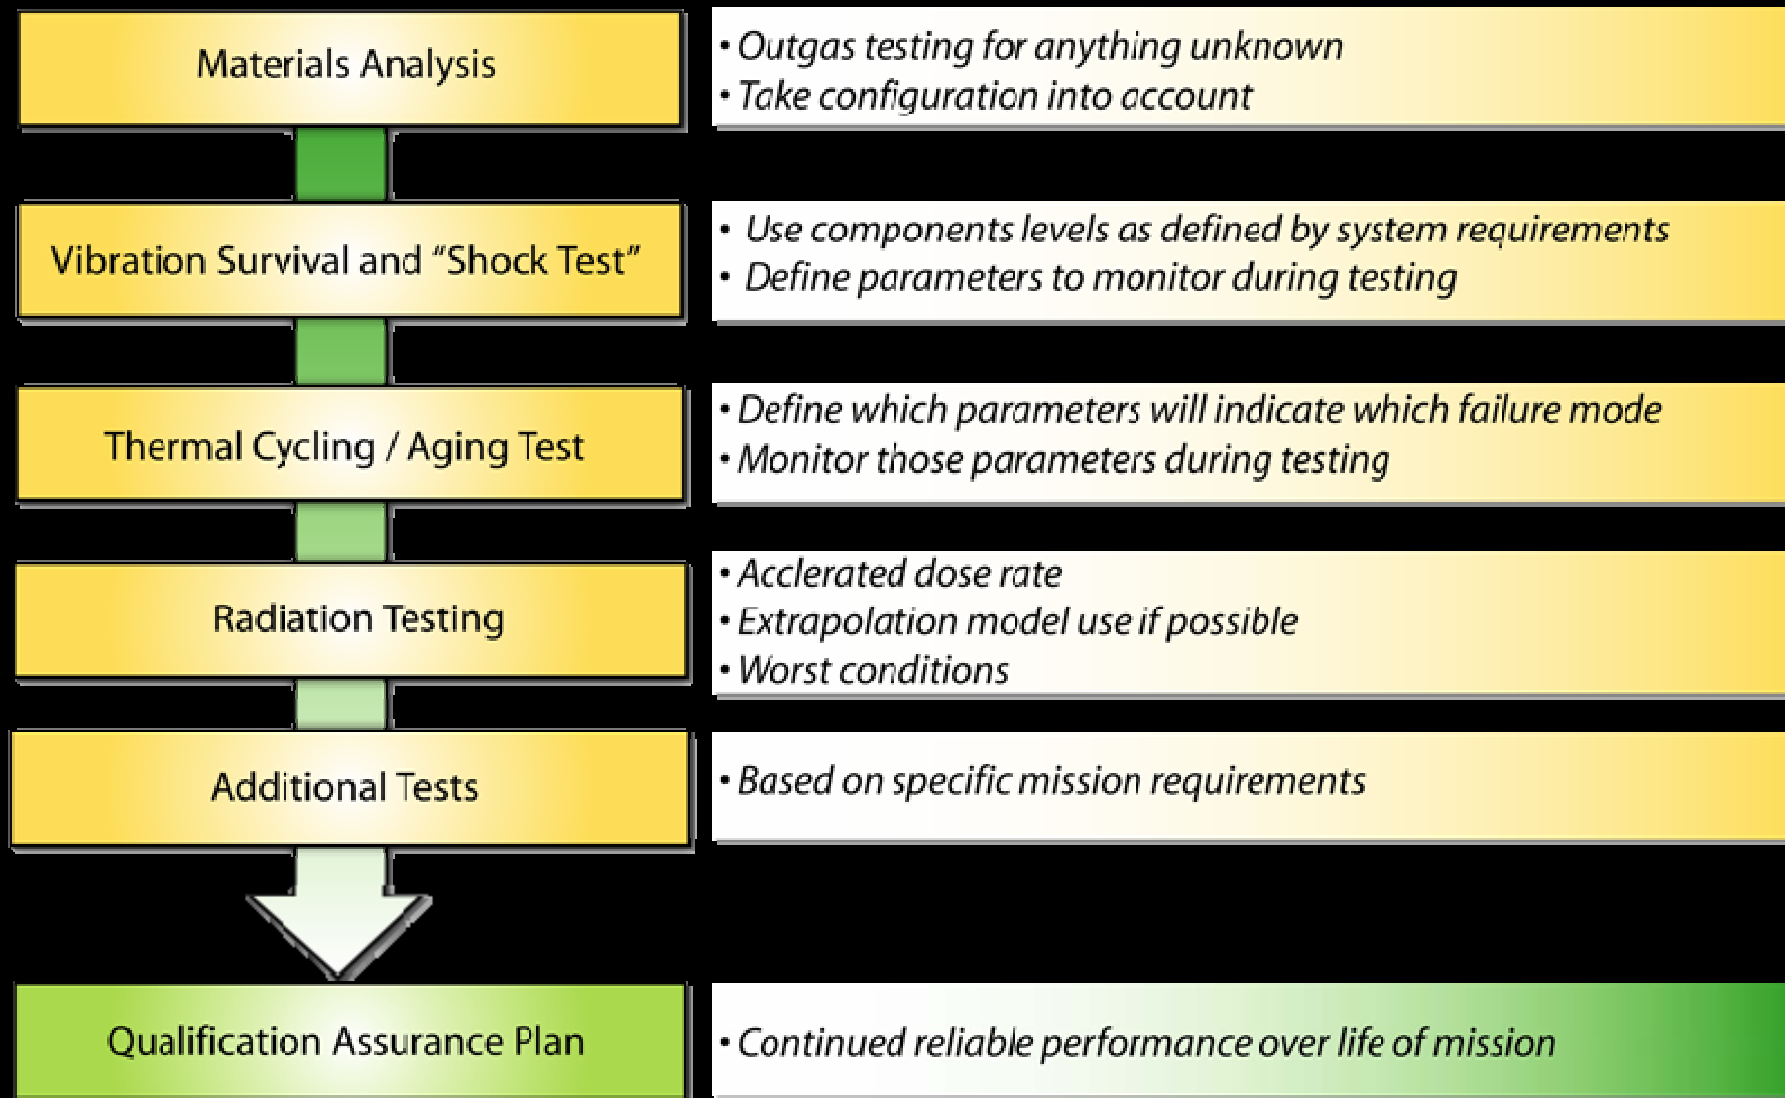 Materials Analysis
• Outgas testing for anything unknown
• Take configuration into account
Vibration Survival and “Shock Test”
• Use components levels as defined by system requirements
• Define parameters to monitor during testing
Thermal Cycling / Aging Test
• Define which parameters will indicate which failure mode
• Monitor those parameters during testing
Radiation Testing
• Acclerated dose rate
• Extrapolation model use if possible
• Worst conditions
Additional Tests
• Based on specific mission requirements
Qualification Assurance Plan
• Continued reliable performance over life of mission